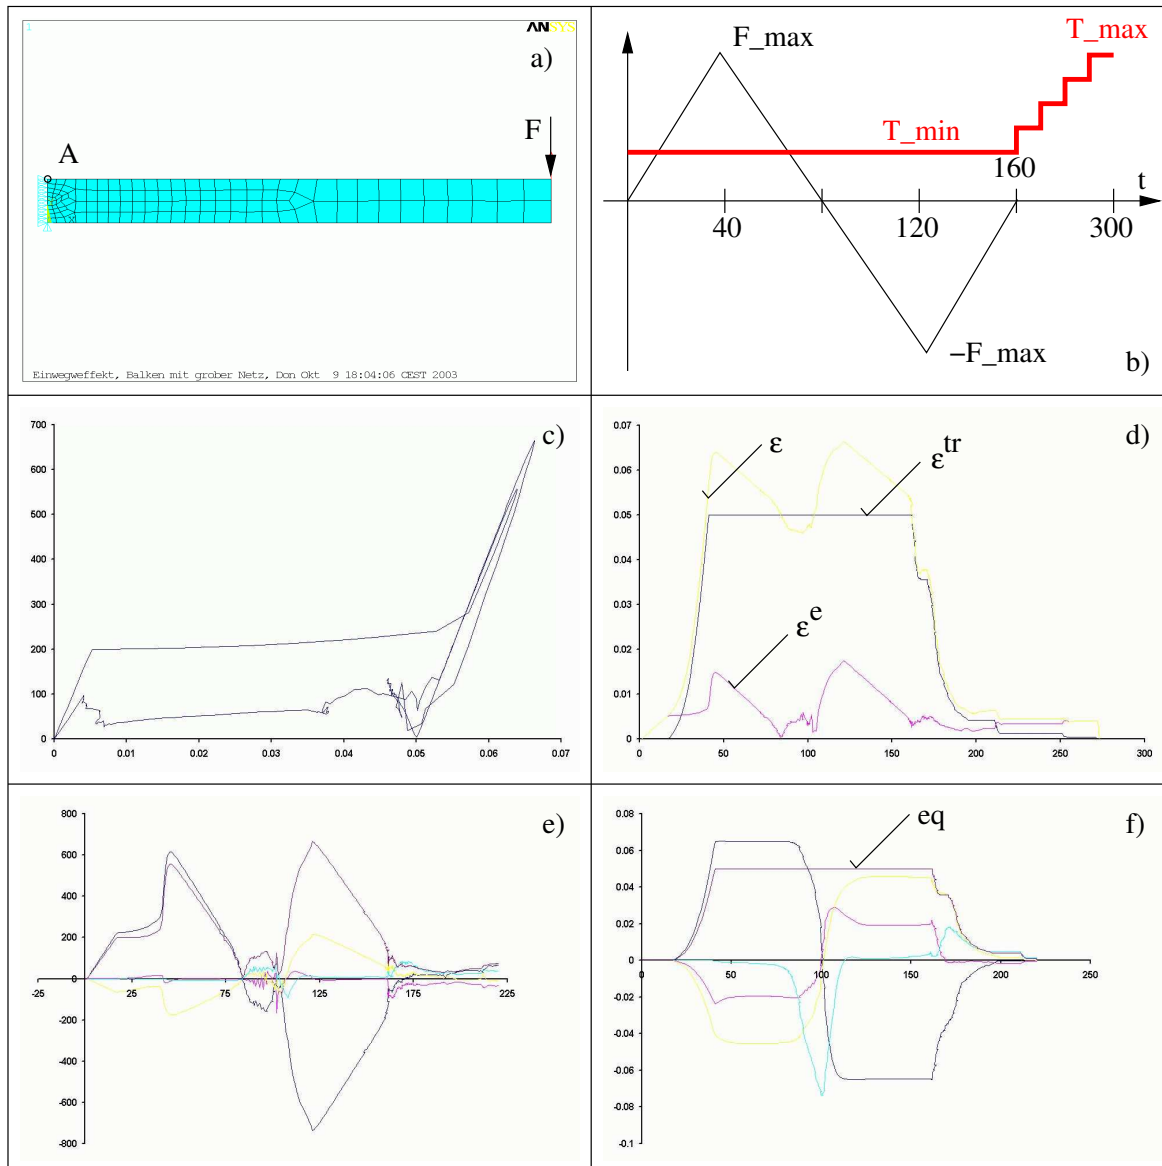 1
ANSYS
a)
F
A
Einwegweffekt, Balken mit grober Netz, Don Okt 9 18:04:06 CEST 2003
F_max
T_max
T_min
160
t
40
120
300
−F_max
b)
c)
700
600
500
400
300
200
100
0
0 0.01 0.02 0.03 0.04 0.05 0.06 0.07
d)
0.07
0.06
0.05
0.04
0.03
0.02
0.01
0
ε
ε^tr
ε^e
0 50 100 150 200 250 300
e)
800
600
400
200
0
-200
-400
-600
-800
-25 25 75 125 175 225
f)
eq
0.08
0.06
0.04
0.02
0
-0.02
-0.04
-0.06
-0.08
-0.1
0 50 100 150 200 250